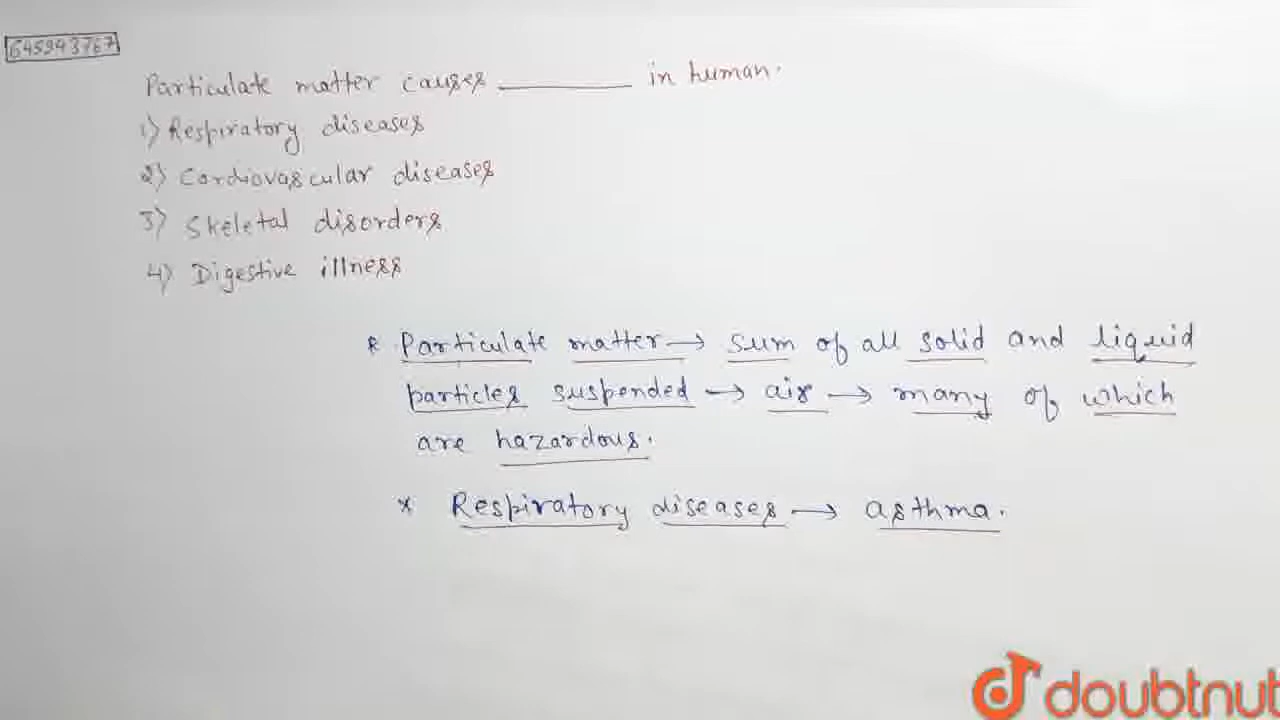 645943767
Particulate matter causes ________ in human.
1) Respiratory diseases
2) Cardiovascular diseases
3) Skeletal disorders
4) Digestive illness
* Particulate matter → sum of all solid and liquid
particles suspended → air → many of which
are hazardous.
* Respiratory diseases → asthma.
doubtnut